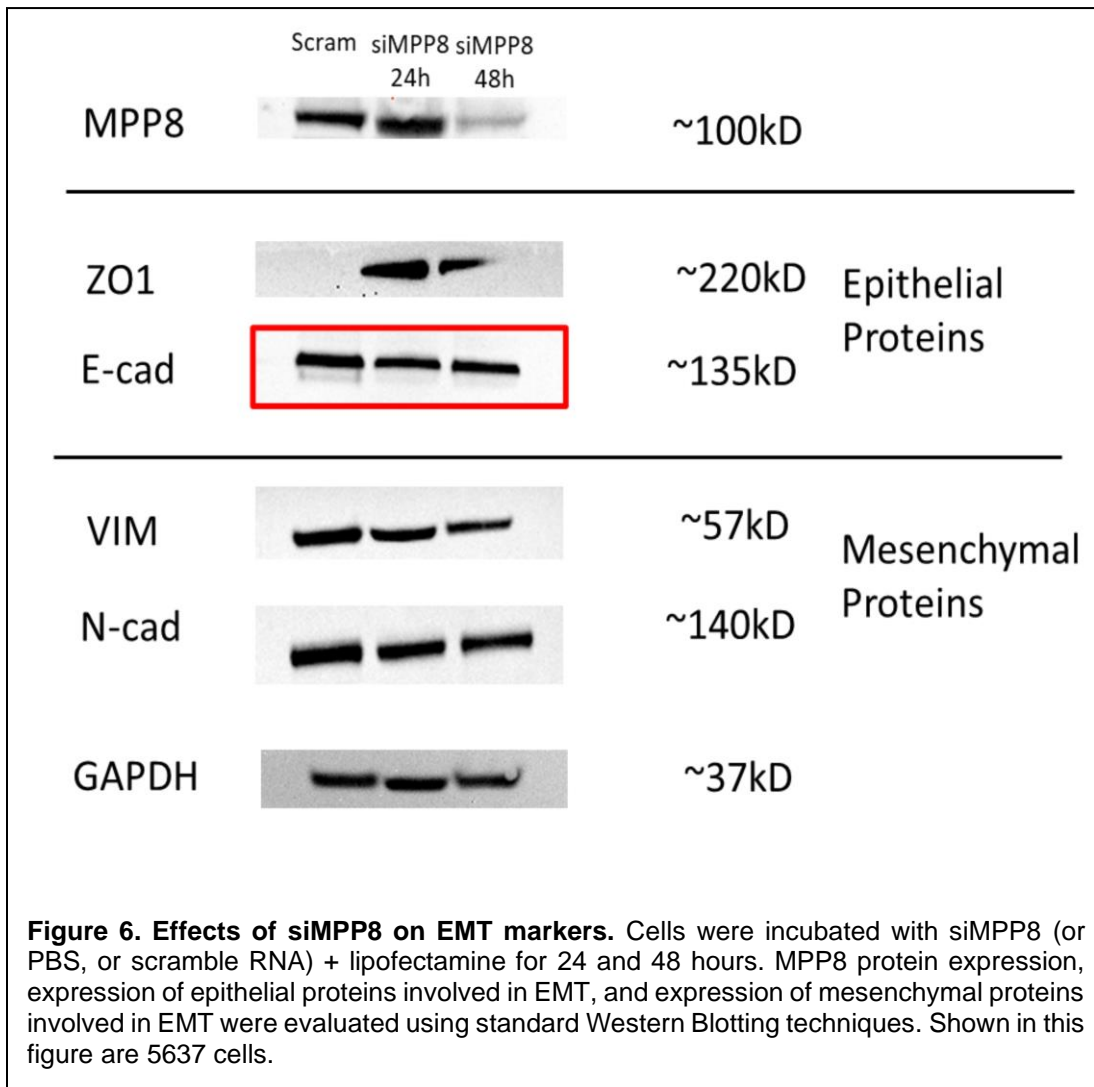 Scram siMPP8 siMPP8
24h 48h
MPP8 ~100kD
ZO1 ~220kD
Epithelial
Proteins
E-cad ~135kD
VIM ~57kD
Mesenchymal
Proteins
N-cad ~140kD
GAPDH ~37kD
Figure 6. Effects of siMPP8 on EMT markers. Cells were incubated with siMPP8 (or
PBS, or scramble RNA) + lipofectamine for 24 and 48 hours. MPP8 protein expression,
expression of epithelial proteins involved in EMT, and expression of mesenchymal proteins
involved in EMT were evaluated using standard Western Blotting techniques. Shown in this
figure are 5637 cells.